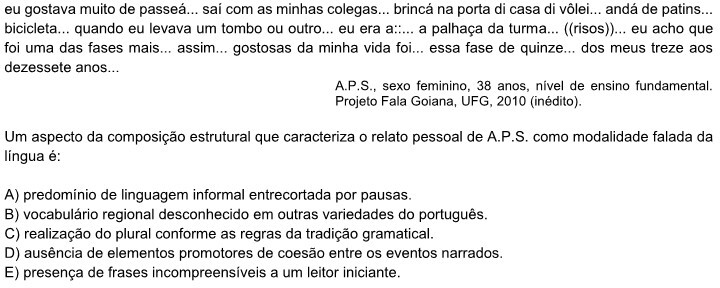 eu gostava muito de passeá... saí com as minhas colegas... brincá na porta di casa di vôlei... andá de patins...
bicicleta... quando eu levava um tombo ou outro... eu era a::... a palhaça da turma... ((risos))... eu acho que
foi uma das fases mais... assim... gostosas da minha vida foi... essa fase de quinze... dos meus treze aos
dezessete anos...
A.P.S., sexo feminino, 38 anos, nível de ensino fundamental.
Projeto Fala Goiana, UFG, 2010 (inédito).
Um aspecto da composição estrutural que caracteriza o relato pessoal de A.P.S. como modalidade falada da
língua é:
A) predomínio de linguagem informal entrecortada por pausas.
B) vocabulário regional desconhecido em outras variedades do português.
C) realização do plural conforme as regras da tradição gramatical.
D) ausência de elementos promotores de coesão entre os eventos narrados.
E) presença de frases incompreensíveis a um leitor iniciante.